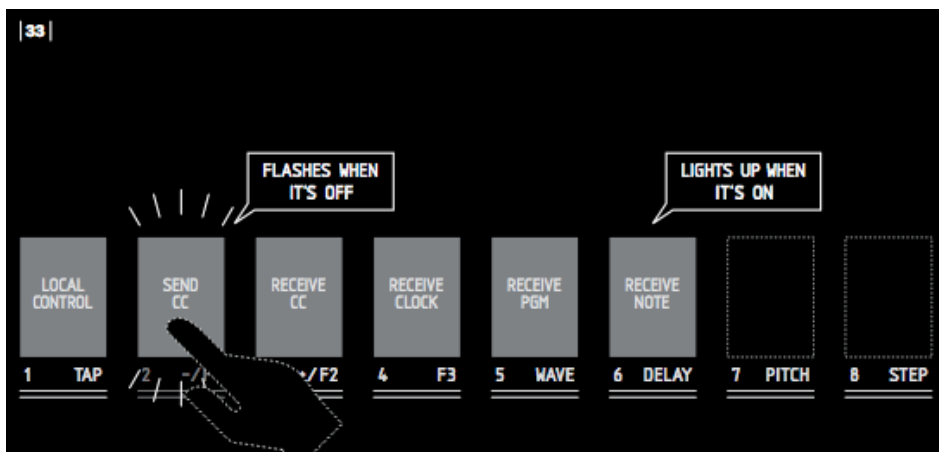 |33|
FLASHES WHEN
IT'S OFF
LIGHTS UP WHEN
IT'S ON
LOCAL
CONTROL
SEND
CC
RECEIVE
CC
RECEIVE
CLOCK
RECEIVE
PGM
RECEIVE
NOTE
1 TAP
2
/F2
4 F3
5 WAVE
6 DELAY
7 PITCH
8 STEP